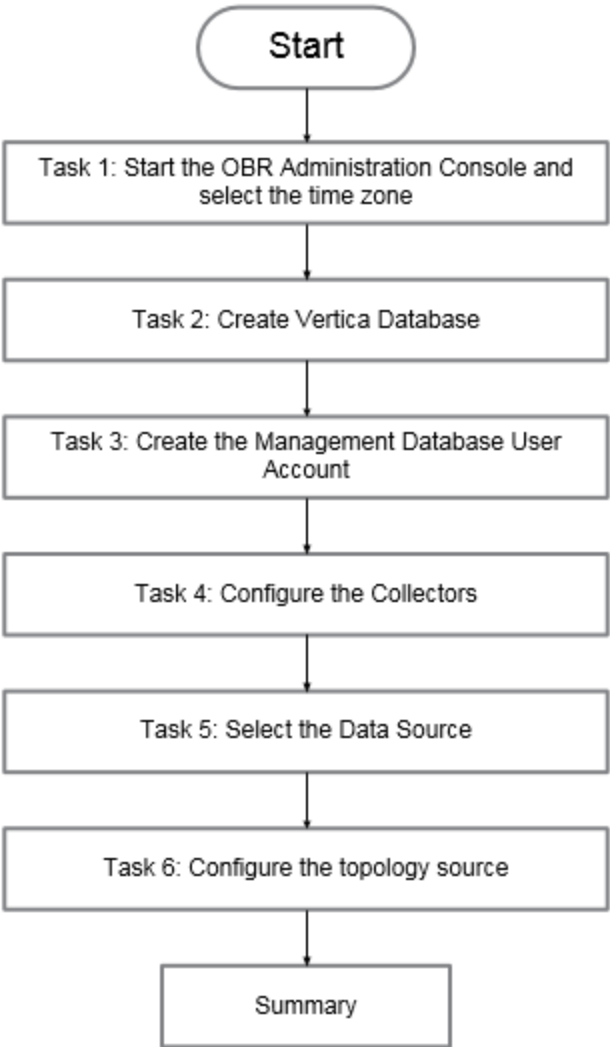 Start
Task 1: Start the OBR Administration Console and
select the time zone
Task 2: Create Vertica Database
Task 3: Create the Management Database User
Account
Task 4: Configure the Collectors
Task 5: Select the Data Source
Task 6: Configure the topology source
Summary